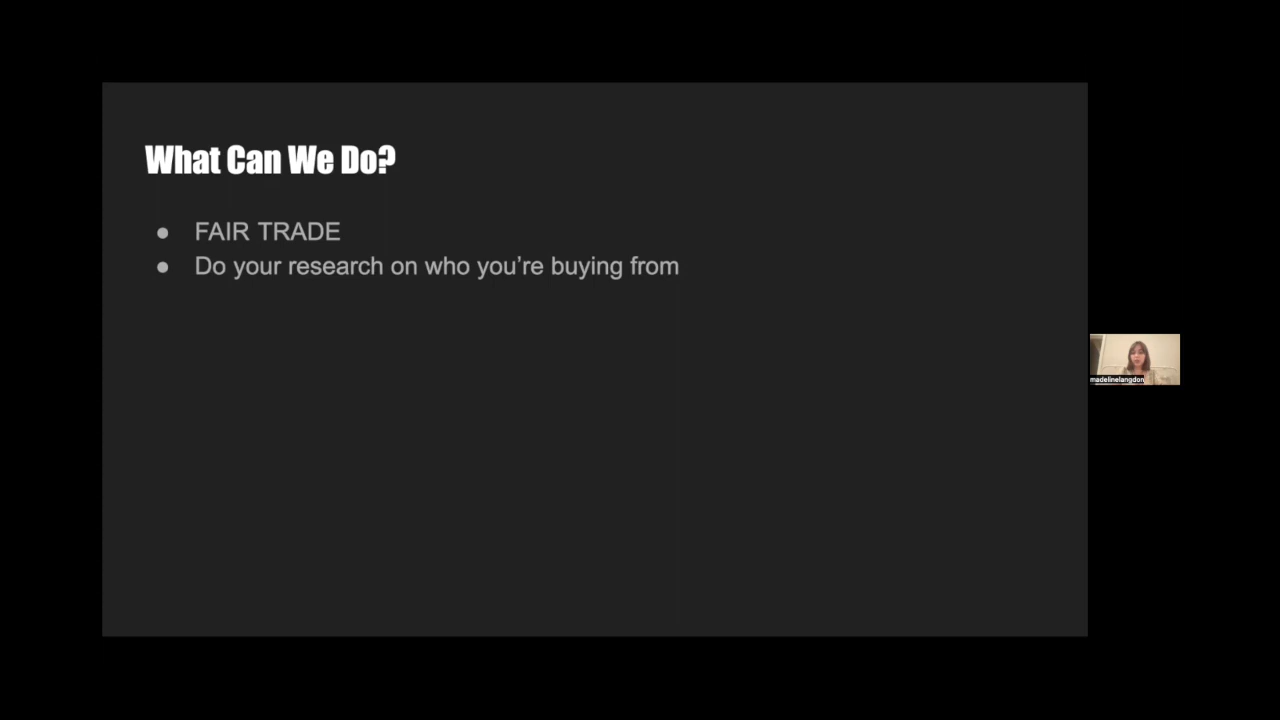 What Can We Do?
● FAIR TRADE
● Do your research on who you’re buying from
madelinelangdon